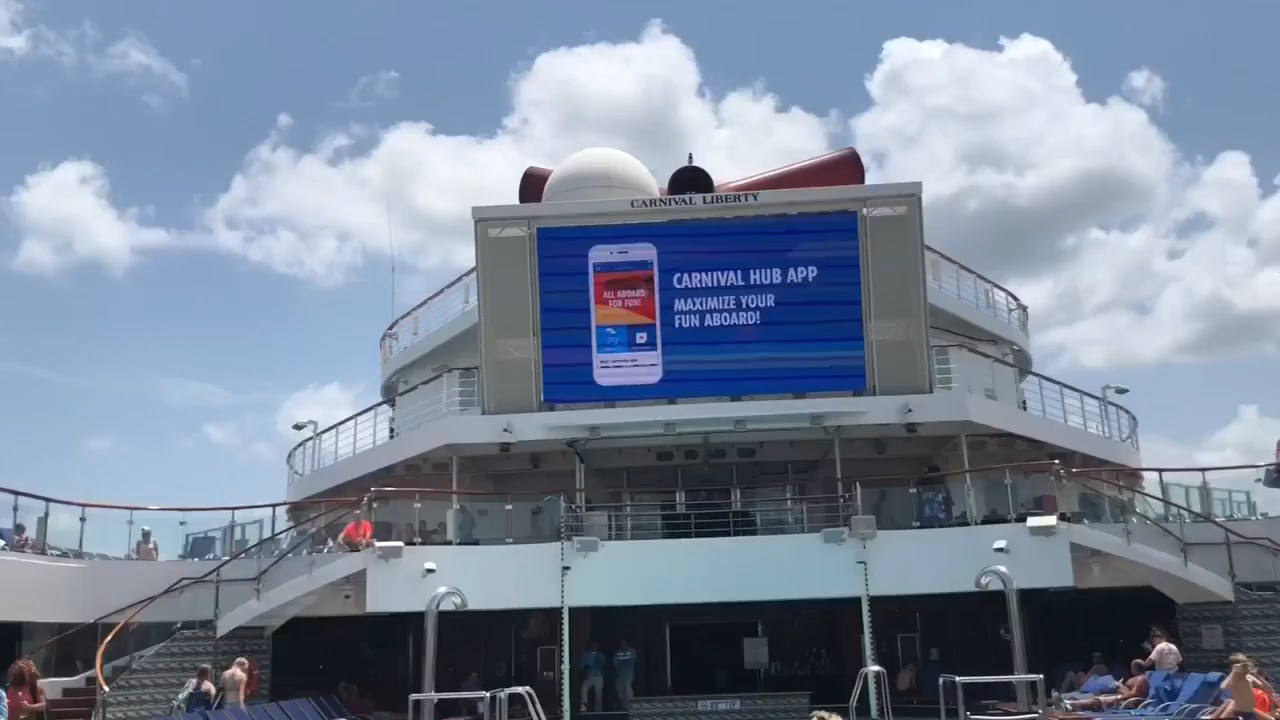 CARNIVAL LIBERTY
CARNIVAL HUB APP
MAXIMIZE YOUR
FUN ABOARD!
ALL ABOARD
FOR FUN!